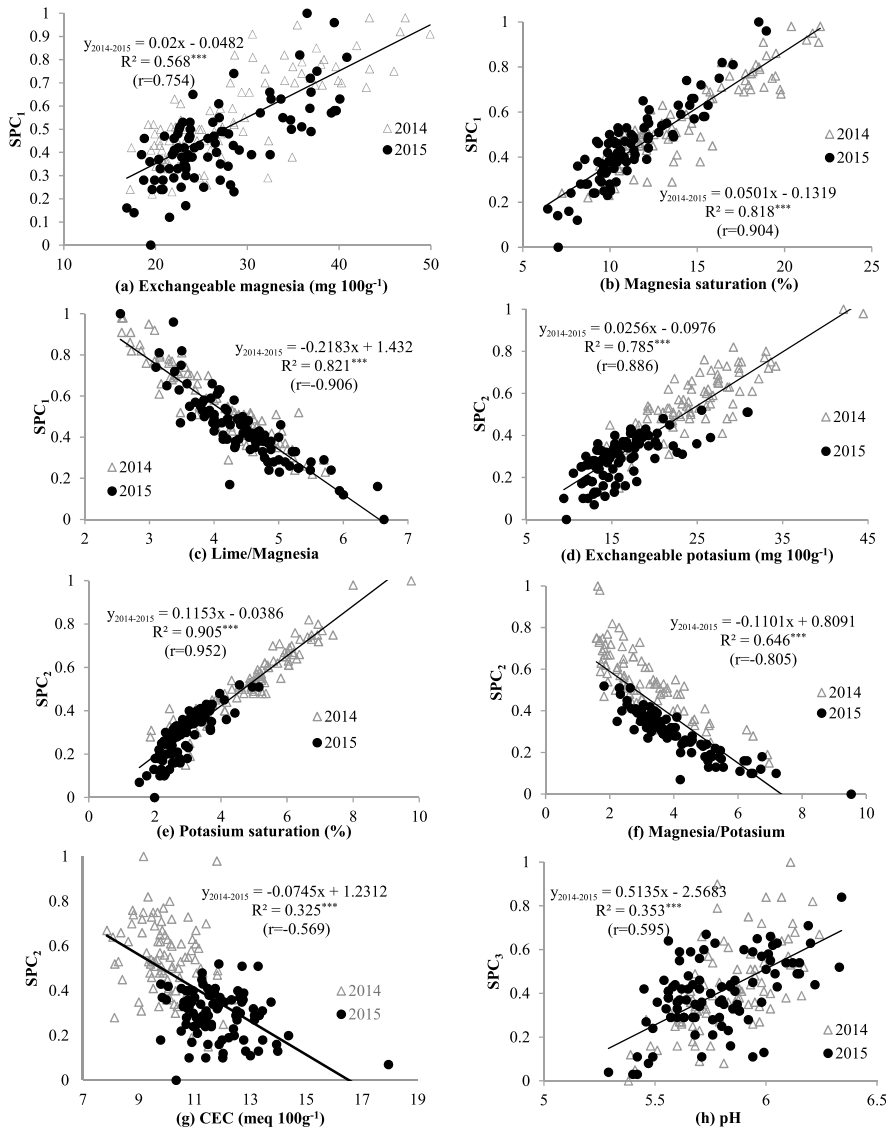 1
0.9
0.8
0.7
0.6
0.5
0.4
0.3
0.2
0.1
0
SPC1
y2014-2015 = 0.02x - 0.0482
R² = 0.568***
(r=0.754)
2014
2015
10 20 30 40 50
(a) Exchangeable magnesia (mg 100g-1)
1
0.8
0.6
0.4
0.2
0
SPC1
2014
2015
y2014-2015 = 0.0501x - 0.1319
R² = 0.818***
(r=0.904)
5 10 15 20 25
(b) Magnesia saturation (%)
1
0.8
0.6
0.4
0.2
0
SPC1
y2014-2015 = -0.2183x + 1.432
R² = 0.821***
(r=-0.906)
2014
2015
2 3 4 5 6 7
(c) Lime/Magnesia
1
0.8
0.6
0.4
0.2
0
SPC2
y2014-2015 = 0.0256x - 0.0976
R² = 0.785***
(r=0.886)
2014
2015
5 15 25 35 45
(d) Exchangeable potasium (mg 100g-1)
1
0.8
0.6
0.4
0.2
0
SPC2
y2014-2015 = 0.1153x - 0.0386
R² = 0.905***
(r=0.952)
2014
2015
0 2 4 6 8 10
(e) Potasium saturation (%)
1
0.8
0.6
0.4
0.2
0
SPC2
y2014-2015 = -0.1101x + 0.8091
R² = 0.646***
(r=-0.805)
2014
2015
0 2 4 6 8 10
(f) Magnesia/Potasium
1
0.8
0.6
0.4
0.2
0
SPC2
y2014-2015 = -0.0745x + 1.2312
R² = 0.325***
(r=-0.569)
2014
2015
7 9 11 13 15 17 19
(g) CEC (meq 100g-1)
1
0.8
0.6
0.4
0.2
0
SPC3
y2014-2015 = 0.5135x - 2.5683
R² = 0.353***
(r=0.595)
2014
2015
5 5.5 6 6.5
(h) pH